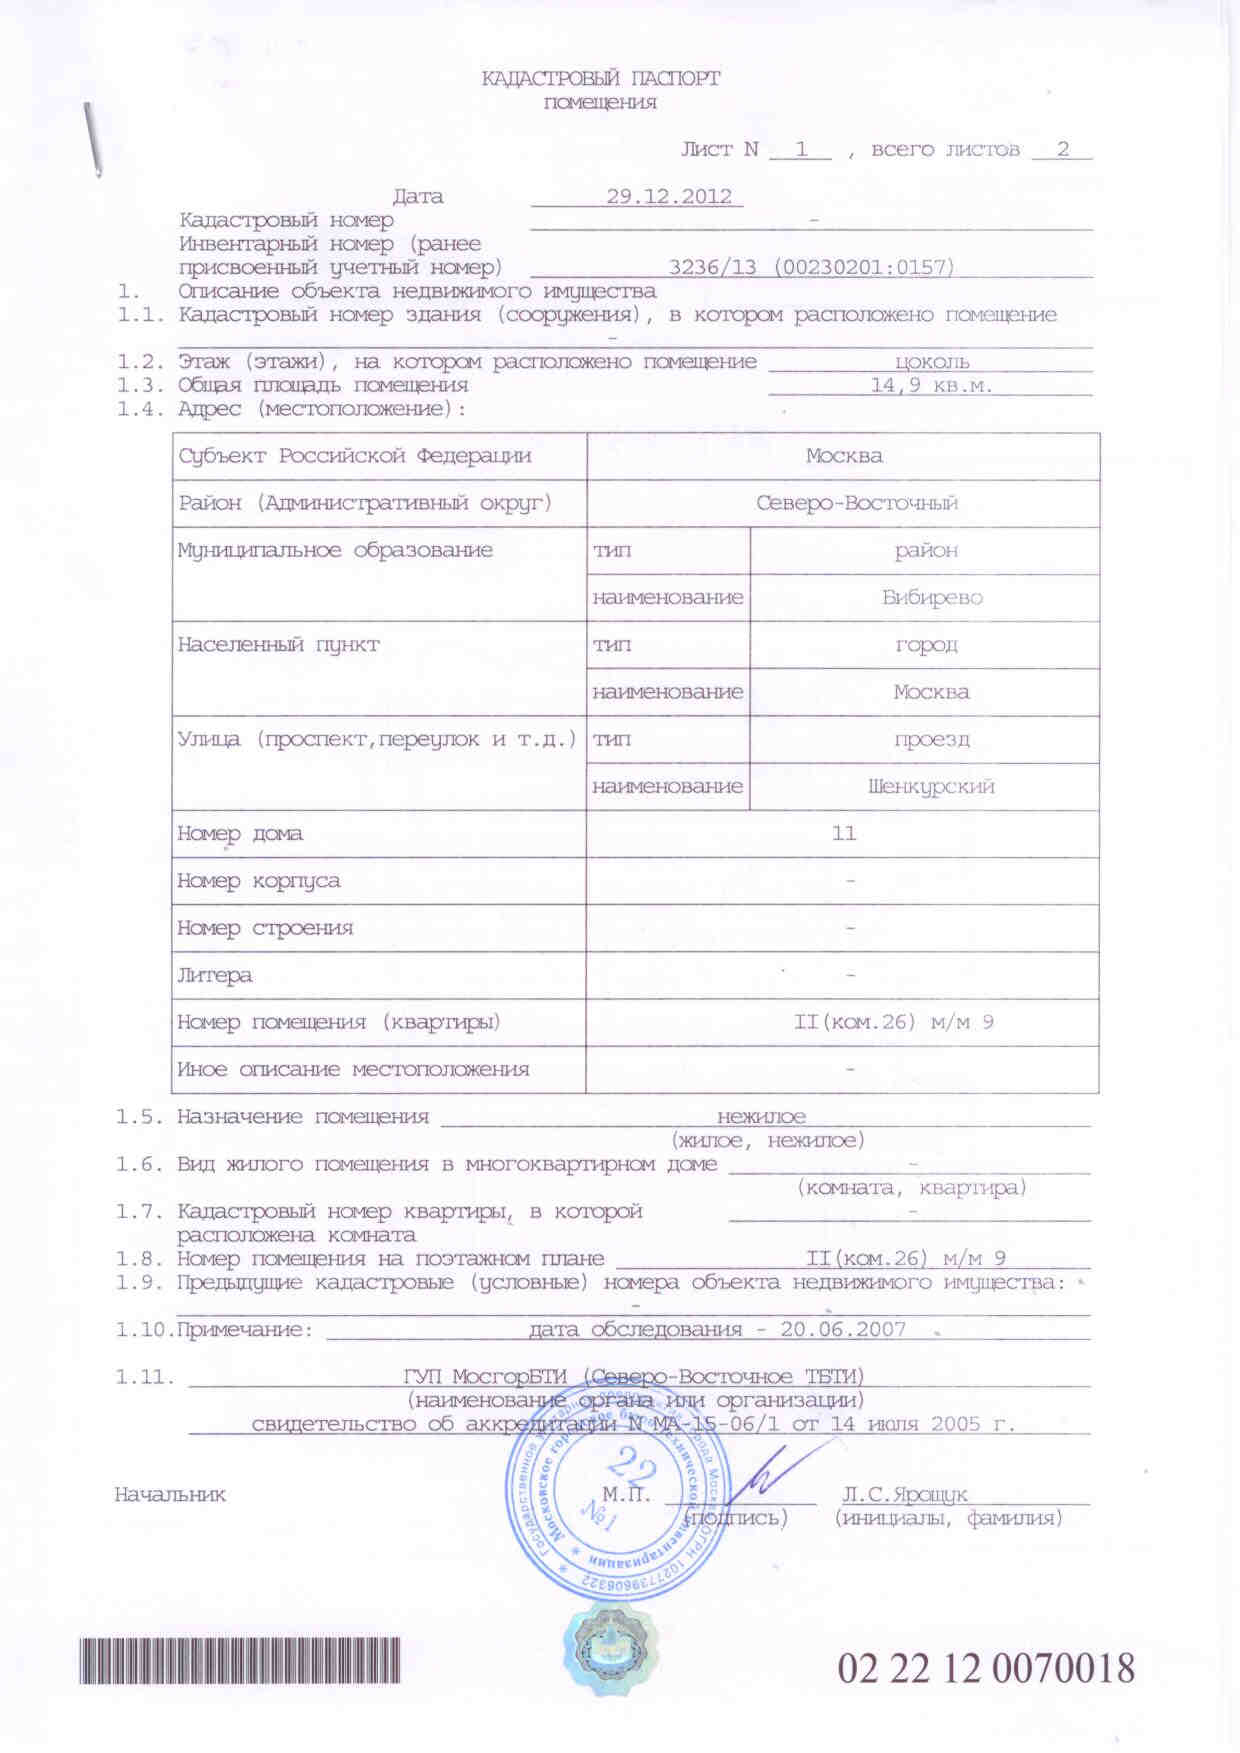 КАДАСТРОВЫЙ ПАСПОРТ
помещения
Лист N 1 , всего листов 2
Дата 29.12.2012
Кадастровый номер -
Инвентарный номер (ранее
присвоенный учетный номер) 3236/13 (00230201:0157)
1. Описание объекта недвижимого имущества
1.1. Кадастровый номер здания (сооружения), в котором расположено помещение
-
1.2. Этаж (этажи), на котором расположено помещение цоколь
1.3. Общая площадь помещения 14,9 кв.м.
1.4. Адрес (местоположение):
Субъект Российской Федерации Москва
Район (Административный округ) Северо-Восточный
Муниципальное образование тип район
наименование Бибирево
Населенный пункт тип город
наименование Москва
Улица (проспект,переулок и т.д.) тип проезд
наименование Шенкурский
Номер дома 11
Номер корпуса -
Номер строения -
Литера -
Номер помещения (квартиры) II(ком.26) м/м 9
Иное описание местоположения -
1.5. Назначение помещения нежилое
(жилое, нежилое)
1.6. Вид жилого помещения в многоквартирном доме -
(комната, квартира)
1.7. Кадастровый номер квартиры, в которой -
расположена комната
1.8. Номер помещения на поэтажном плане II(ком.26) м/м 9
1.9. Предыдущие кадастровые (условные) номера объекта недвижимого имущества:
-
1.10.Примечание: дата обследования - 20.06.2007
1.11. ГУП МосгорБТИ (Северо-Восточное ТБТИ)
(наименование органа или организации)
свидетельство об аккредитации N МА-15-06/1 от 14 июля 2005 г.
Начальник М.П. Л.С.Ярощук
(подпись) (инициалы, фамилия)
Московское городское бюро технической инвентаризации
ОГРН 1027739606322
22
№1
02 22 12 0070018